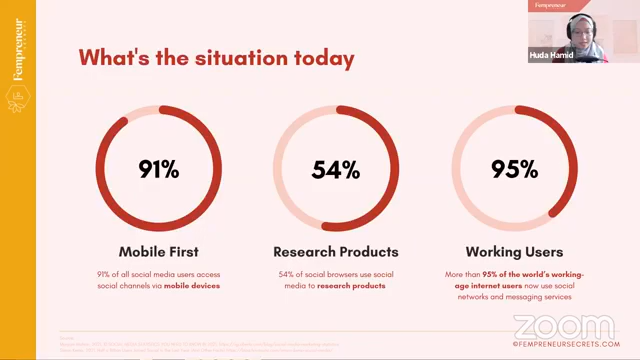 Fempreneur
Huda Hamid
Fempreneur
What's the situation today
91%
54%
95%
Mobile First
Research Products
Working Users
91% of all social media users access
social channels via mobile devices
54% of social browsers use social
media to research products
More than 95% of the world's working-
age internet users now use social
networks and messaging services
zoom
©FEMPRENEURSECRETS.COM